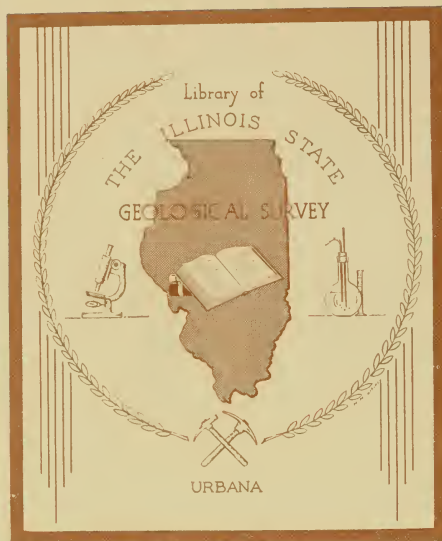 Library of
THE ILLINOIS STATE
GEOLOGICAL SURVEY
URBANA